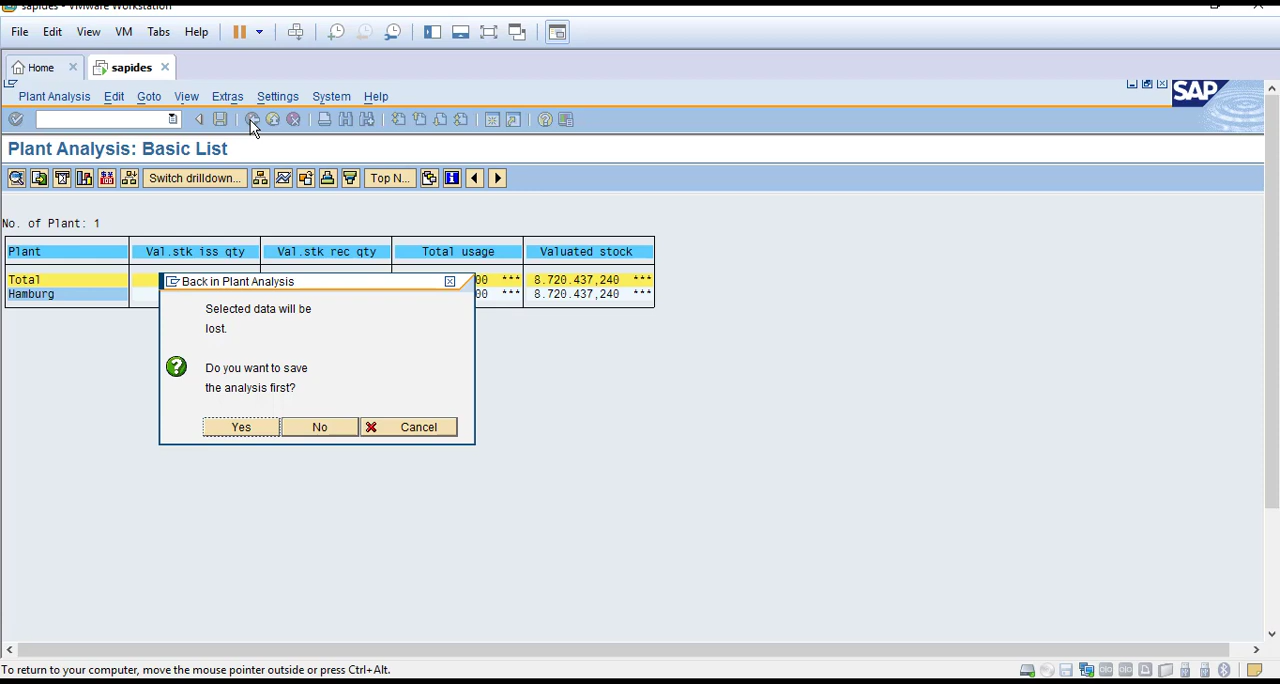 sapides - VMware Workstation
File Edit View VM Tabs Help
Home sapides
Plant Analysis Edit Goto View Extras Settings System Help
SAP
Plant Analysis: Basic List
Switch drilldown... Top N...
No. of Plant: 1
Plant Val.stk iss qty Val.stk rec qty Total usage Valuated stock
Total 00 *** 8.720.437,240 ***
Hamburg 00 *** 8.720.437,240 ***
Back in Plant Analysis
Selected data will be
lost.
Do you want to save
the analysis first?
Yes No Cancel
To return to your computer, move the mouse pointer outside or press Ctrl+Alt.